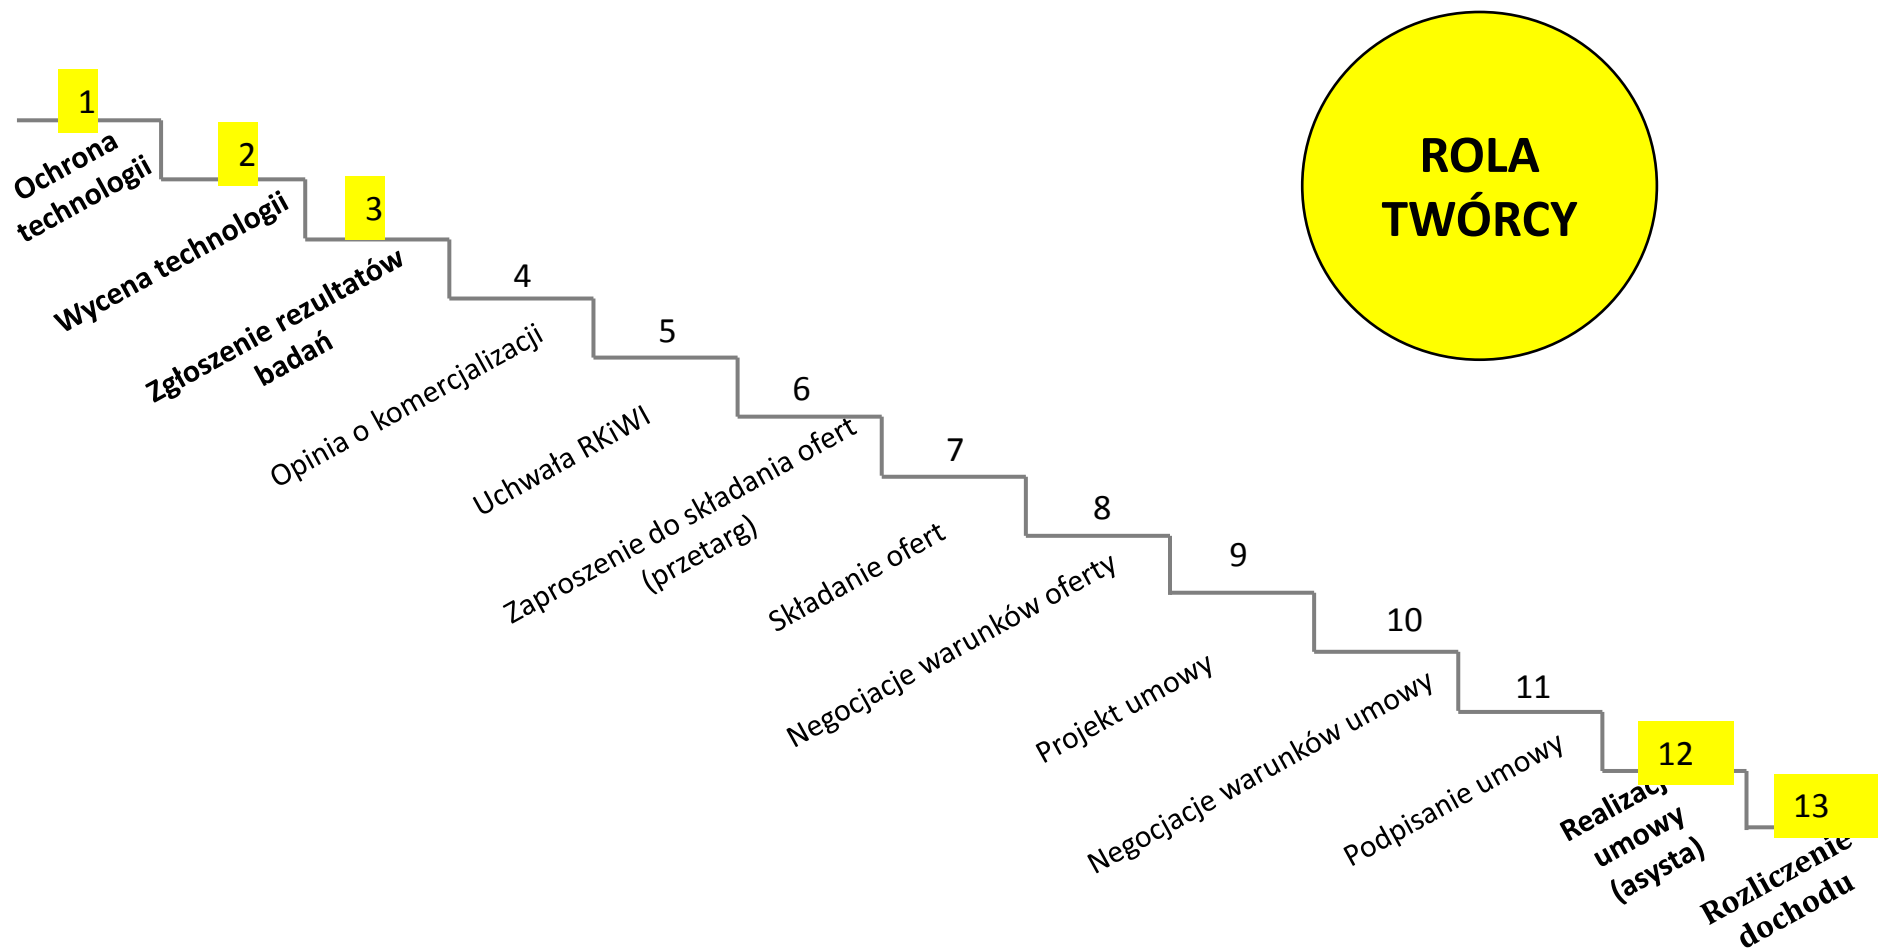 ROLA
TWÓRCY
1
Ochrona
technologii
2
Wycena technologii
3
Zgłoszenie rezultatów
badań
4
Opinia o komercjalizacji
5
Uchwała RKiWI
6
Zaproszenie do składania ofert
(przetarg)
7
Składanie ofert
8
Negocjacje warunków oferty
9
Projekt umowy
10
Negocjacje warunków umowy
11
Podpisanie umowy
12
Realizacja
umowy
(asysta)
13
Rozliczenie
dochodu